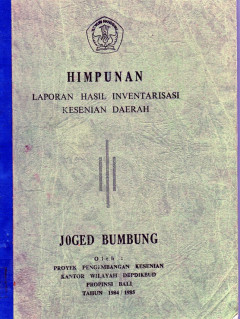 HIMPUNAN
LAPORAN HASIL INVENTARISASI
KESENIAN DAERAH
JOGED BUMBUNG
Oleh :
PROYEK PENGEMBANGAN KESENIAN
KANTOR WILAYAH DEPDIKBUD
PROPINSI BALI
TAHUN 1984 / 1985